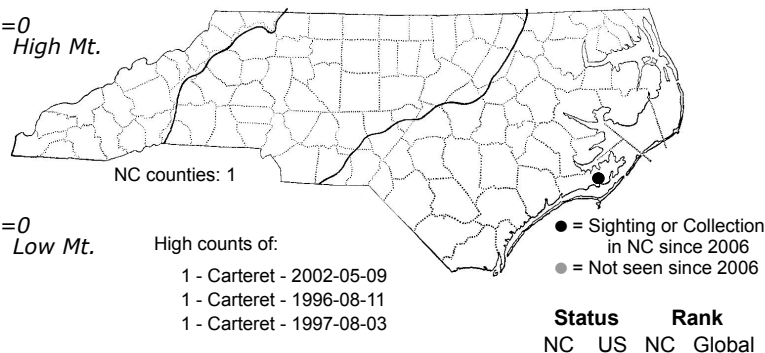 =0
High Mt.
NC counties: 1
=0
Low Mt.
High counts of:
1 - Carteret - 2002-05-09
1 - Carteret - 1996-08-11
1 - Carteret - 1997-08-03
● = Sighting or Collection
in NC since 2006
● = Not seen since 2006
Status Rank
NC US NC Global